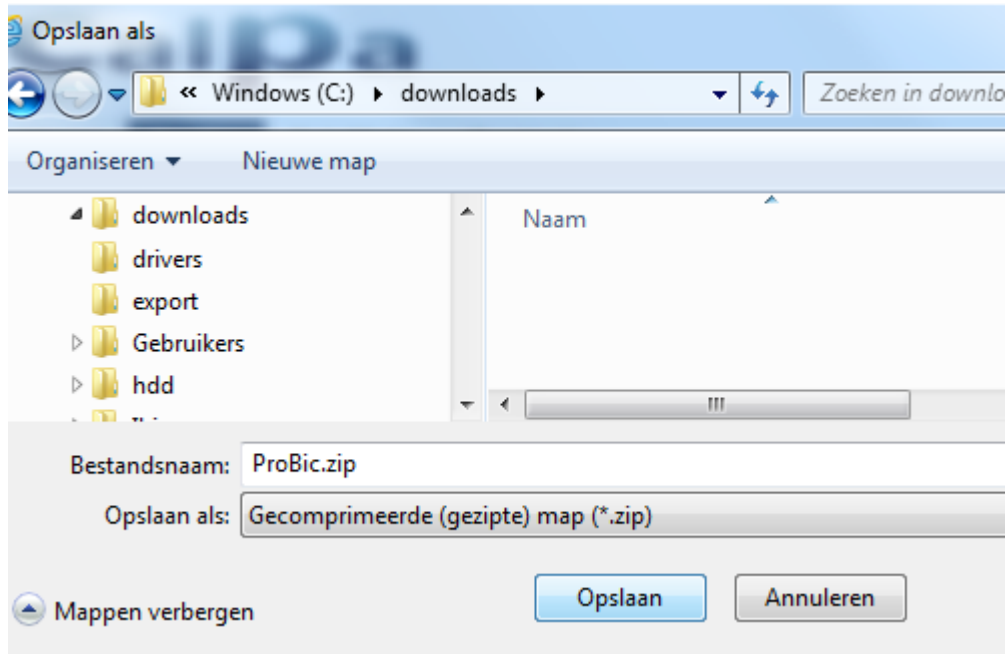 Opslaan als
« Windows (C:) downloads
Zoeken in downlo
Organiseren Nieuwe map
downloads
Naam
drivers
export
Gebruikers
hdd
Bestandsnaam: ProBic.zip
Opslaan als: Gecomprimeerde (gezipte) map (*.zip)
Mappen verbergen
Opslaan Annuleren